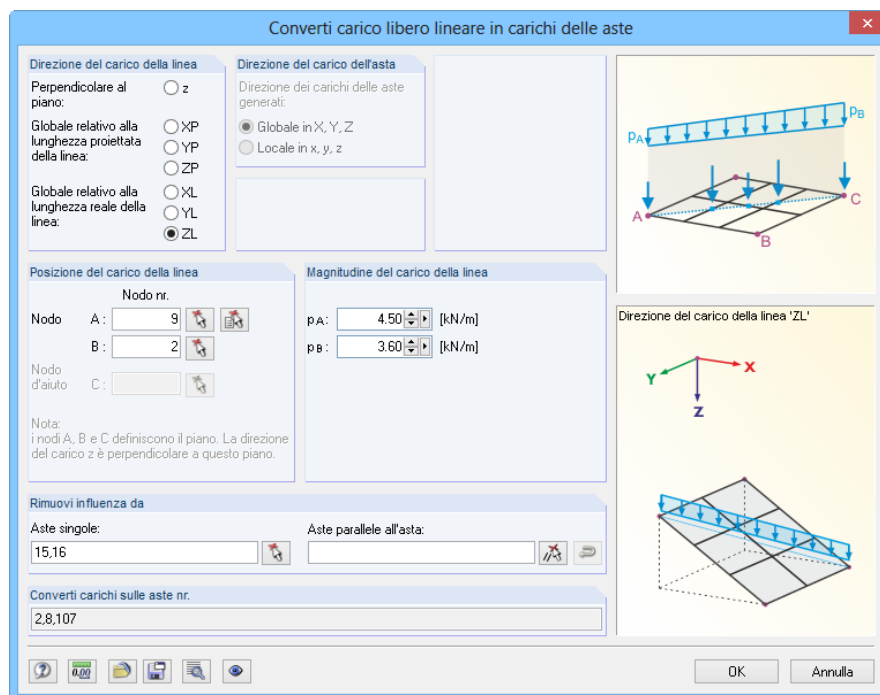 Converti carico libero lineare in carichi delle aste
Direzione del carico della linea
Perpendicolare al piano:
z
Globale relativo alla lunghezza proiettata della linea:
XP
YP
ZP
Globale relativo alla lunghezza reale della linea:
XL
YL
ZL
Direzione del carico dell'asta
Direzione dei carichi delle aste generati:
Globale in X, Y, Z
Locale in x, y, z
pA
pB
A
B
C
Posizione del carico della linea
Nodo nr.
Nodo A : 9
B : 2
Nodo d'aiuto C :
Nota:
i nodi A, B e C definiscono il piano. La direzione
del carico z è perpendicolare a questo piano.
Magnitudine del carico della linea
pA: 4.50 [kN/m]
pB: 3.60 [kN/m]
Direzione del carico della linea 'ZL'
X
Y
Z
Rimuovi influenza da
Aste singole:
15,16
Aste parallele all'asta:
Converti carichi sulle aste nr.
2,8,107
0.00
OK
Annulla